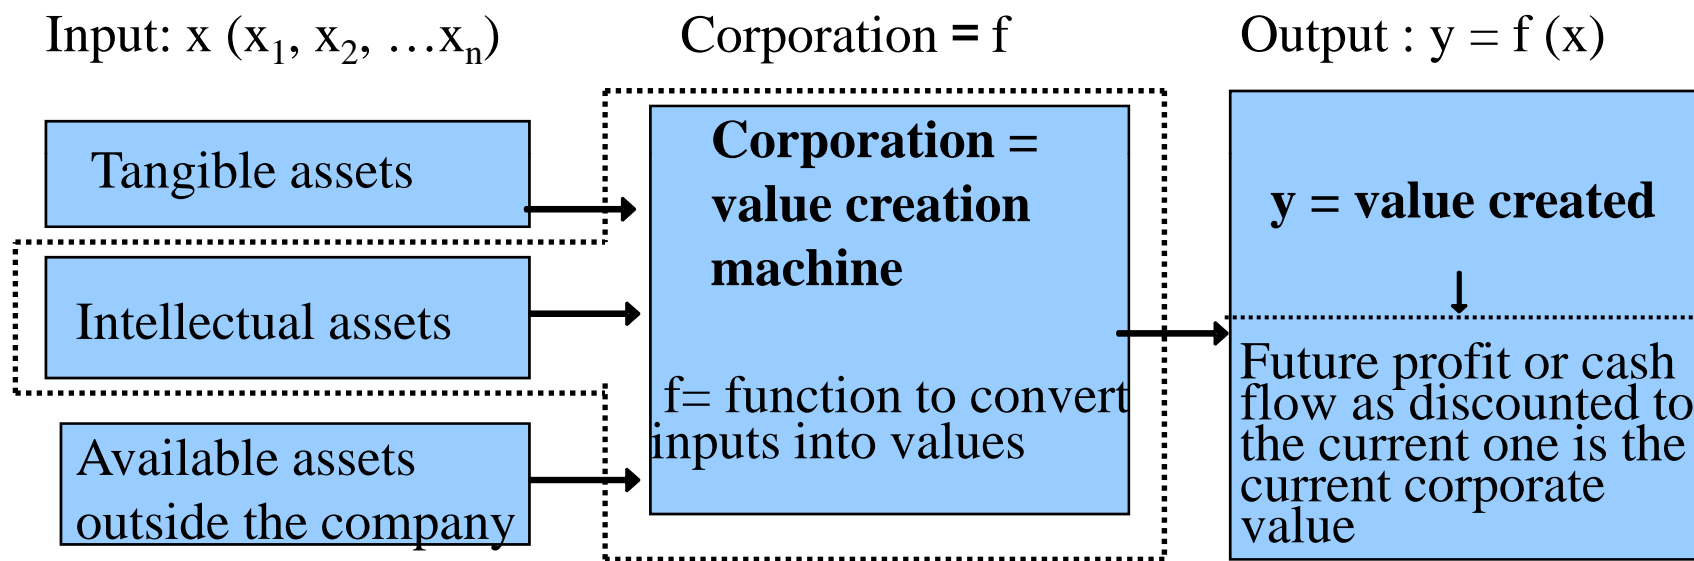 Input: x (x₁, x₂, …xₙ)
Corporation = f
Output : y = f (x)
Tangible assets
Intellectual assets
Available assets
outside the company
Corporation =
value creation
machine
f= function to convert
inputs into values
y = value created
Future profit or cash
flow as discounted to
the current one is the
current corporate
value